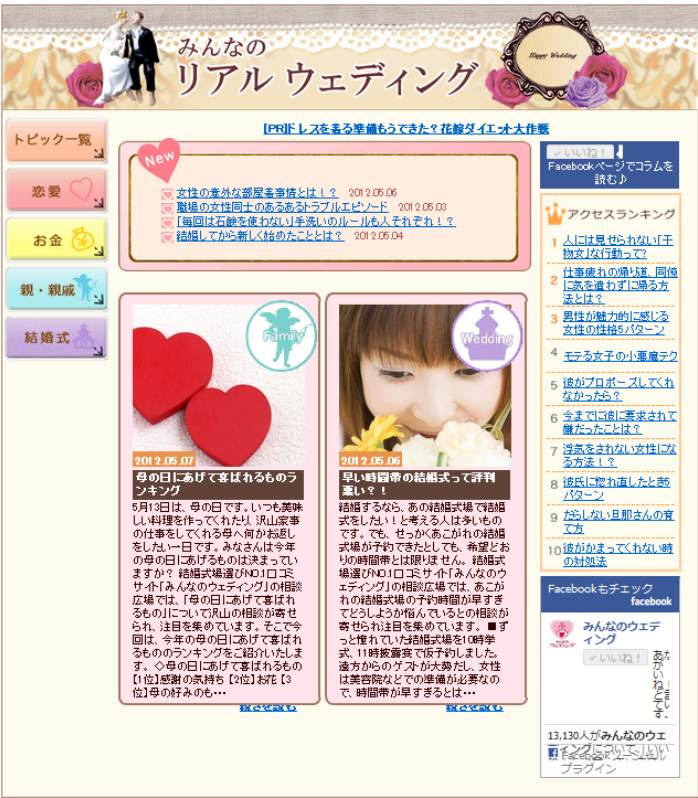 みんなの
リアル ウェディング
Happy Wedding
[PR]ドレスを着る準備もうできた?花嫁ダイエット大作戦
トピック一覧
恋愛
お金
親・親戚
結婚式
New
女性の意外な部屋着事情とは!? 2012.05.06
職場の女性同士のあるあるトラブルエピソード 2012.05.03
「毎回は石鹸を使わない」手洗いのルールも人それぞれ!?
結婚してから新しく始めたこととは? 2012.05.04
Family
2012.05.07
母の日にあげて喜ばれるものラ
ンキング
5月13日は、母の日です。いつも美味
しい料理を作ってくれたり、沢山家事
の仕事をしてくれる母へ何かお返し
をしたい一日です。みなさんは今年
の母の日にあげるものは決まってい
ますか? 結婚式場選びNO.1口コミ
サイト「みんなのウェディング」の相談
広場では、「母の日にあげて喜ばれ
るもの」について沢山の相談が寄せ
られ、注目を集めています。そこで今
回は、今年の母の日にあげて喜ばれ
るもののランキングをご紹介いたしま
す。 ◇母の日にあげて喜ばれるもの
【1位】感謝の気持ち 【2位】お花 【3
位】母の好みのも・・・
続きを読む
Wedding
2012.05.06
早い時間帯の結婚式って評判
悪い?!
結婚するなら、あの結婚式場で結婚
式をしたい!と考える人は多いもの
です。でも、せっかくあこがれの結婚
式場が予約できたとしても、希望どお
りの時間帯とは限りません。 結婚式
場選びNO.1口コミサイト「みんなのウ
ェディング」の相談広場では、あこが
れの結婚式場の予約時間が早すぎ
てどうしようか悩んでいるとの相談が
寄せられ注目を集めています。 ■ず
っと憧れていた結婚式場を10時挙
式、11時披露宴で仮予約しました。
遠方からのゲストが大勢だし、女性
は美容院などでの準備が必要なの
で、時間帯が早すぎるとは・・・
続きを読む
いいね!
Facebookページでコラムを
読む♪
アクセスランキング
1 人には見せられない「干
物女」な行動って?
2 仕事疲れの帰り道、同僚
に気を遣わずに帰る方
法とは?
3 男性が魅力的に感じる
女性の性格5パターン
4 モテる女子の小悪魔テク
5 彼がプロポーズしてくれ
なかったら?
6 今までに彼に要求されて
嫌だったことは?
7 浮気をされない女性にな
る方法!?
8 彼氏に惚れ直したとき5
パターン
9 だらしない旦那さんの育
て方
10 彼がかまってくれない時
の対処法
Facebookもチェック
facebook
みんなのウエデ
ィング
いいね!
13,130人がみんなのウェ
ディングについて「いい
Facebook ソーシャル
プラグイン